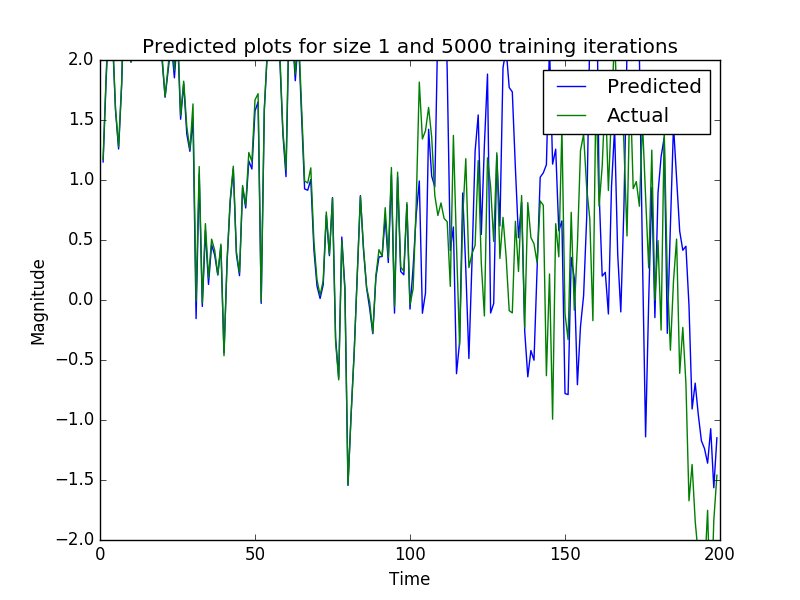 Predicted plots for size 1 and 5000 training iterations
2.0
1.5
1.0
0.5
0.0
−0.5
−1.0
−1.5
−2.0
Magnitude
Predicted
Actual
0
50
100
150
200
Time